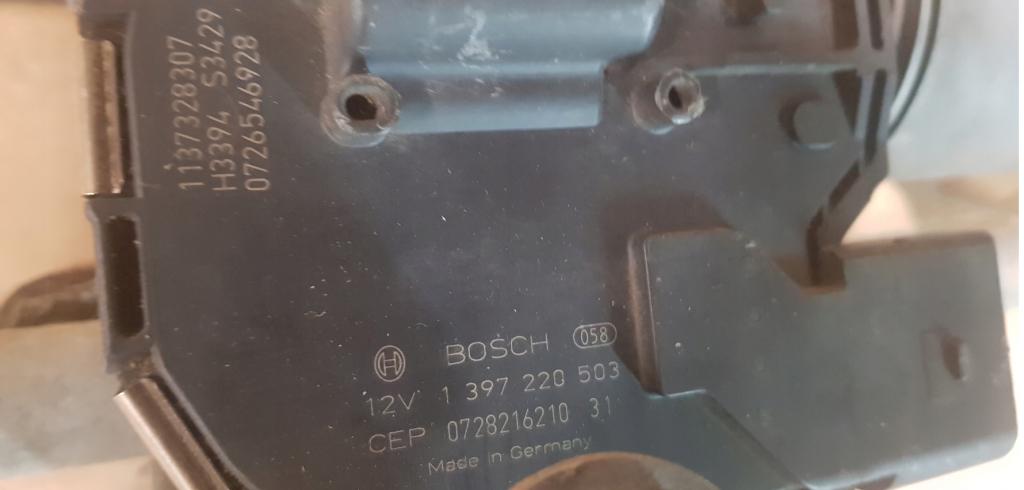 1137328307
H3394 S3429
0726546928
BOSCH 058
12V 1 397 220 503
CEP 0728216210 31
Made in Germany